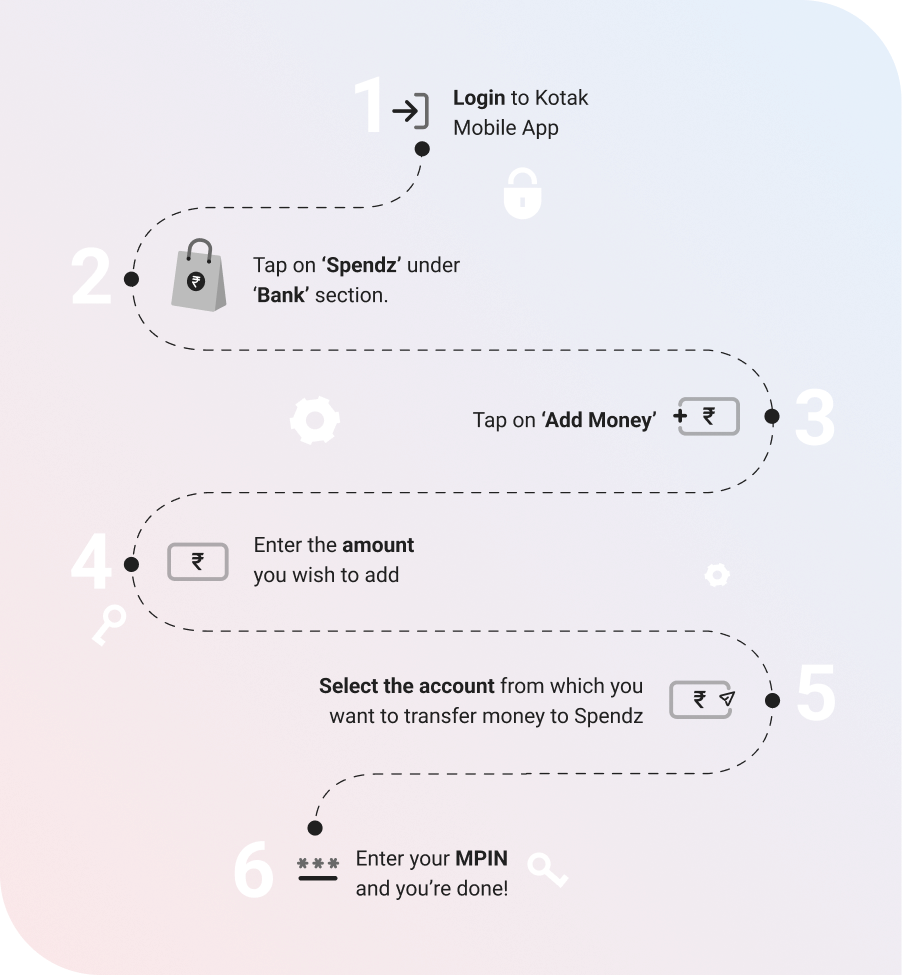 1
Login to Kotak
Mobile App
2
₹
Tap on ‘Spendz’ under
‘Bank’ section.
Tap on ‘Add Money’
+ ₹
3
4
₹
Enter the amount
you wish to add
Select the account from which you
want to transfer money to Spendz
₹
5
6
***
Enter your MPIN
and you’re done!